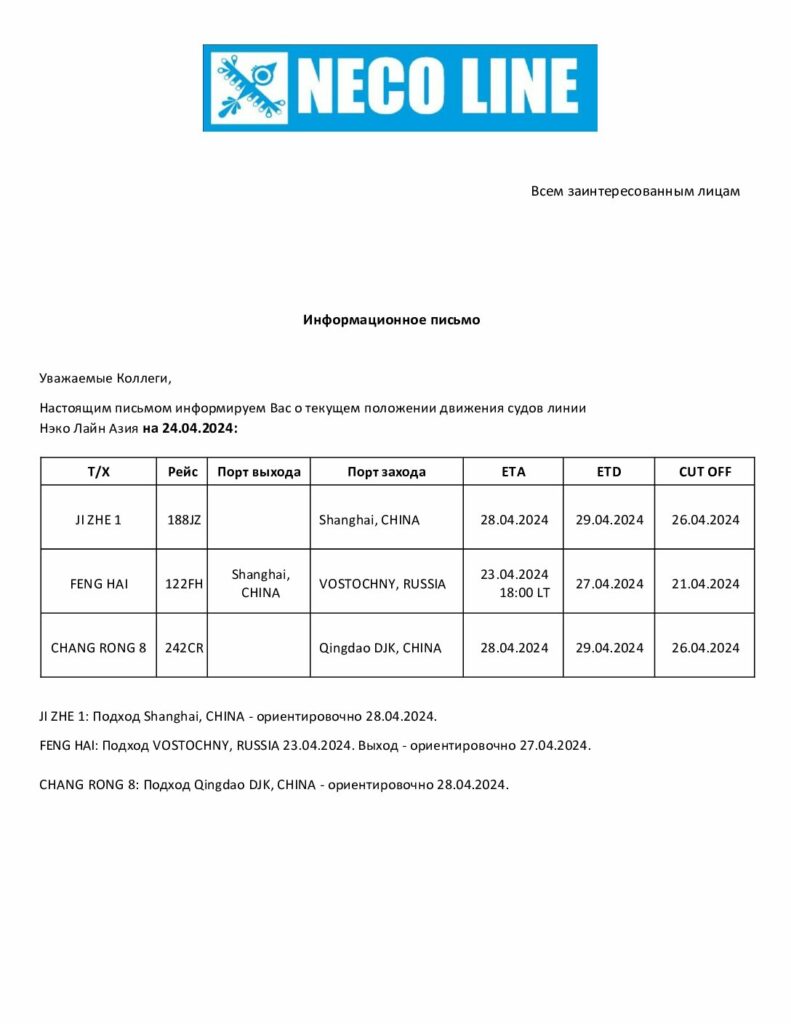 NECO LINE
Всем заинтересованным лицам
Информационное письмо
Уважаемые Коллеги,
Настоящим письмом информируем Вас о текущем положении движения судов линии
Нэко Лайн Азия на 24.04.2024:
Т/Х Рейс Порт выхода Порт захода ETA ETD CUT OFF
JI ZHE 1 188JZ Shanghai, CHINA 28.04.2024 29.04.2024 26.04.2024
FENG HAI 122FH Shanghai, CHINA VOSTOCHNY, RUSSIA 23.04.2024 18:00 LT 27.04.2024 21.04.2024
CHANG RONG 8 242CR Qingdao DJK, CHINA 28.04.2024 29.04.2024 26.04.2024
JI ZHE 1: Подход Shanghai, CHINA - ориентировочно 28.04.2024.
FENG HAI: Подход VOSTOCHNY, RUSSIA 23.04.2024. Выход - ориентировочно 27.04.2024.
CHANG RONG 8: Подход Qingdao DJK, CHINA - ориентировочно 28.04.2024.